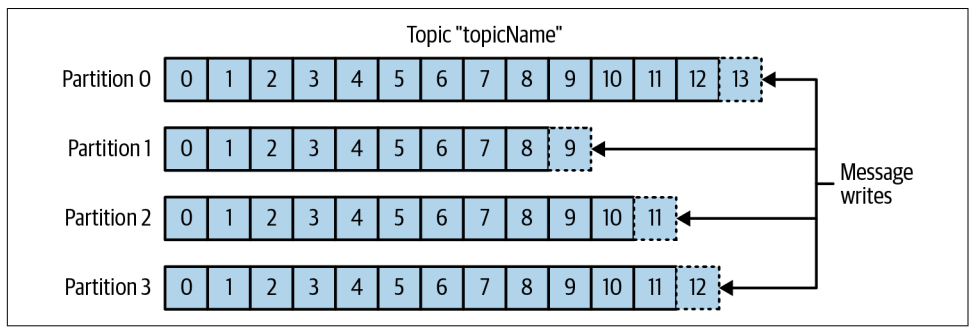 Topic "topicName"
Partition 0 0 1 2 3 4 5 6 7 8 9 10 11 12 13
Partition 1 0 1 2 3 4 5 6 7 8 9
Partition 2 0 1 2 3 4 5 6 7 8 9 10 11
Partition 3 0 1 2 3 4 5 6 7 8 9 10 11 12
Message
writes